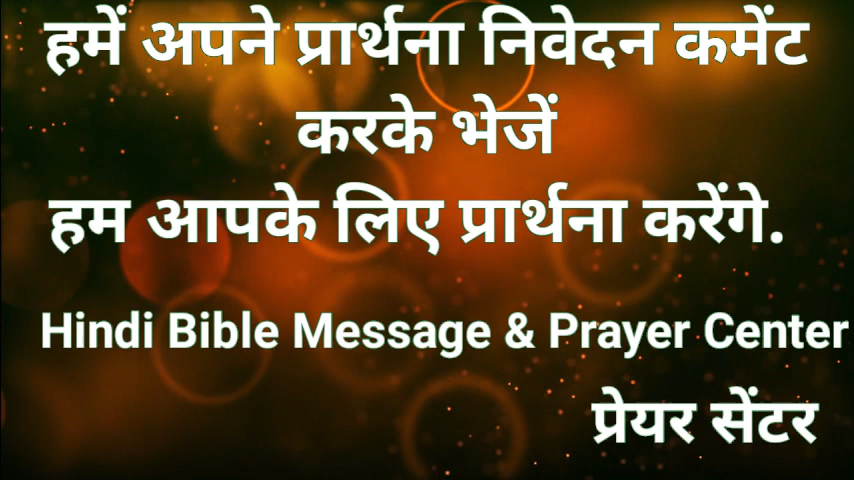 हमें अपने प्रार्थना निवेदन कमेंट
करके भेजें
हम आपके लिए प्रार्थना करेंगे.
Hindi Bible Message & Prayer Center
प्रेयर सेंटर